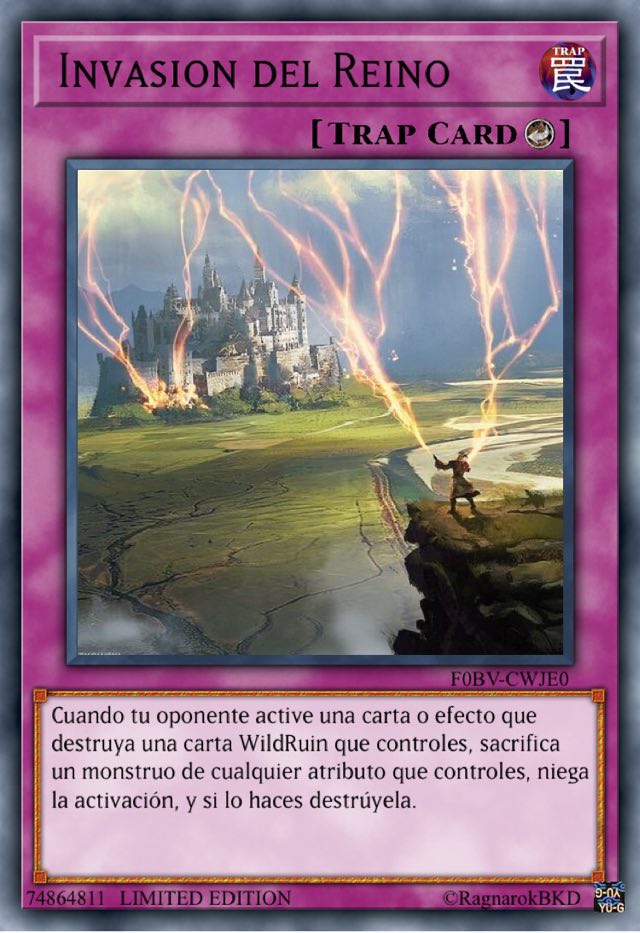 Invasion del Reino
TRAP
罠
[Trap Card]
F0BV-CWJE0
Cuando tu oponente active una carta o efecto que
destruya una carta WildRuin que controles, sacrifica
un monstruo de cualquier atributo que controles, niega
la activación, y si lo haces destrúyela.
74864811 LIMITED EDITION ©RagnarokBKD